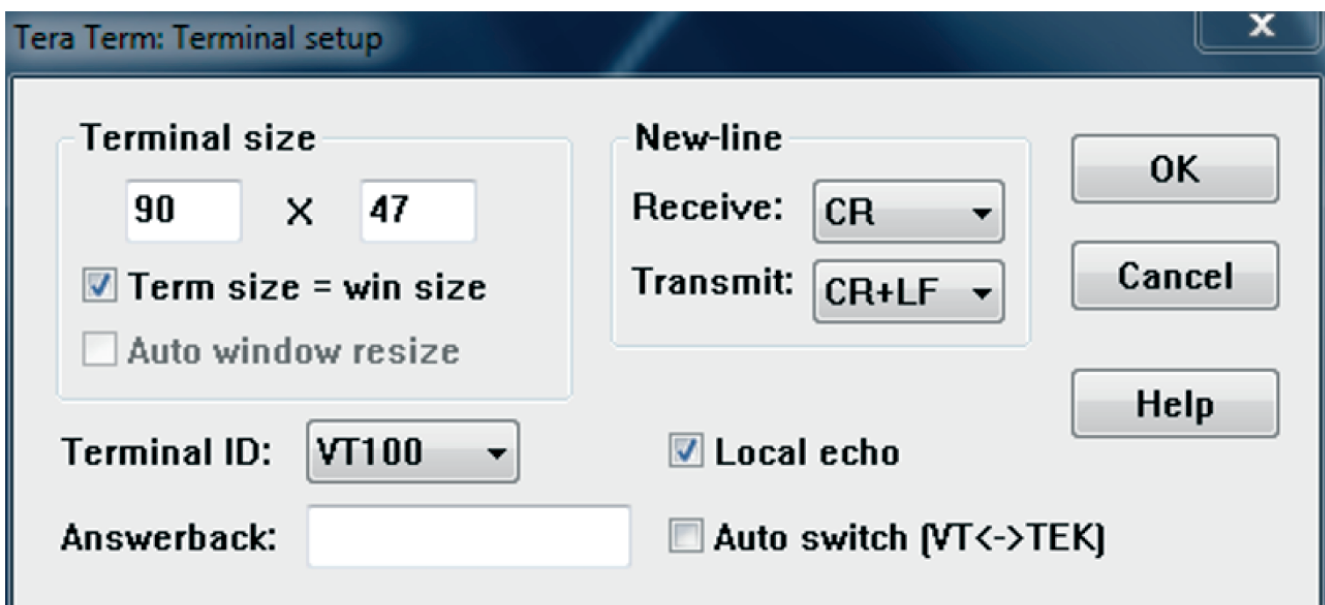 Tera Term: Terminal setup
X
Terminal size
90 X 47
Term size = win size
Auto window resize
New-line
Receive: CR
Transmit: CR+LF
OK
Cancel
Help
Terminal ID: VT100
Local echo
Answerback:
Auto switch (VT<->TEK)